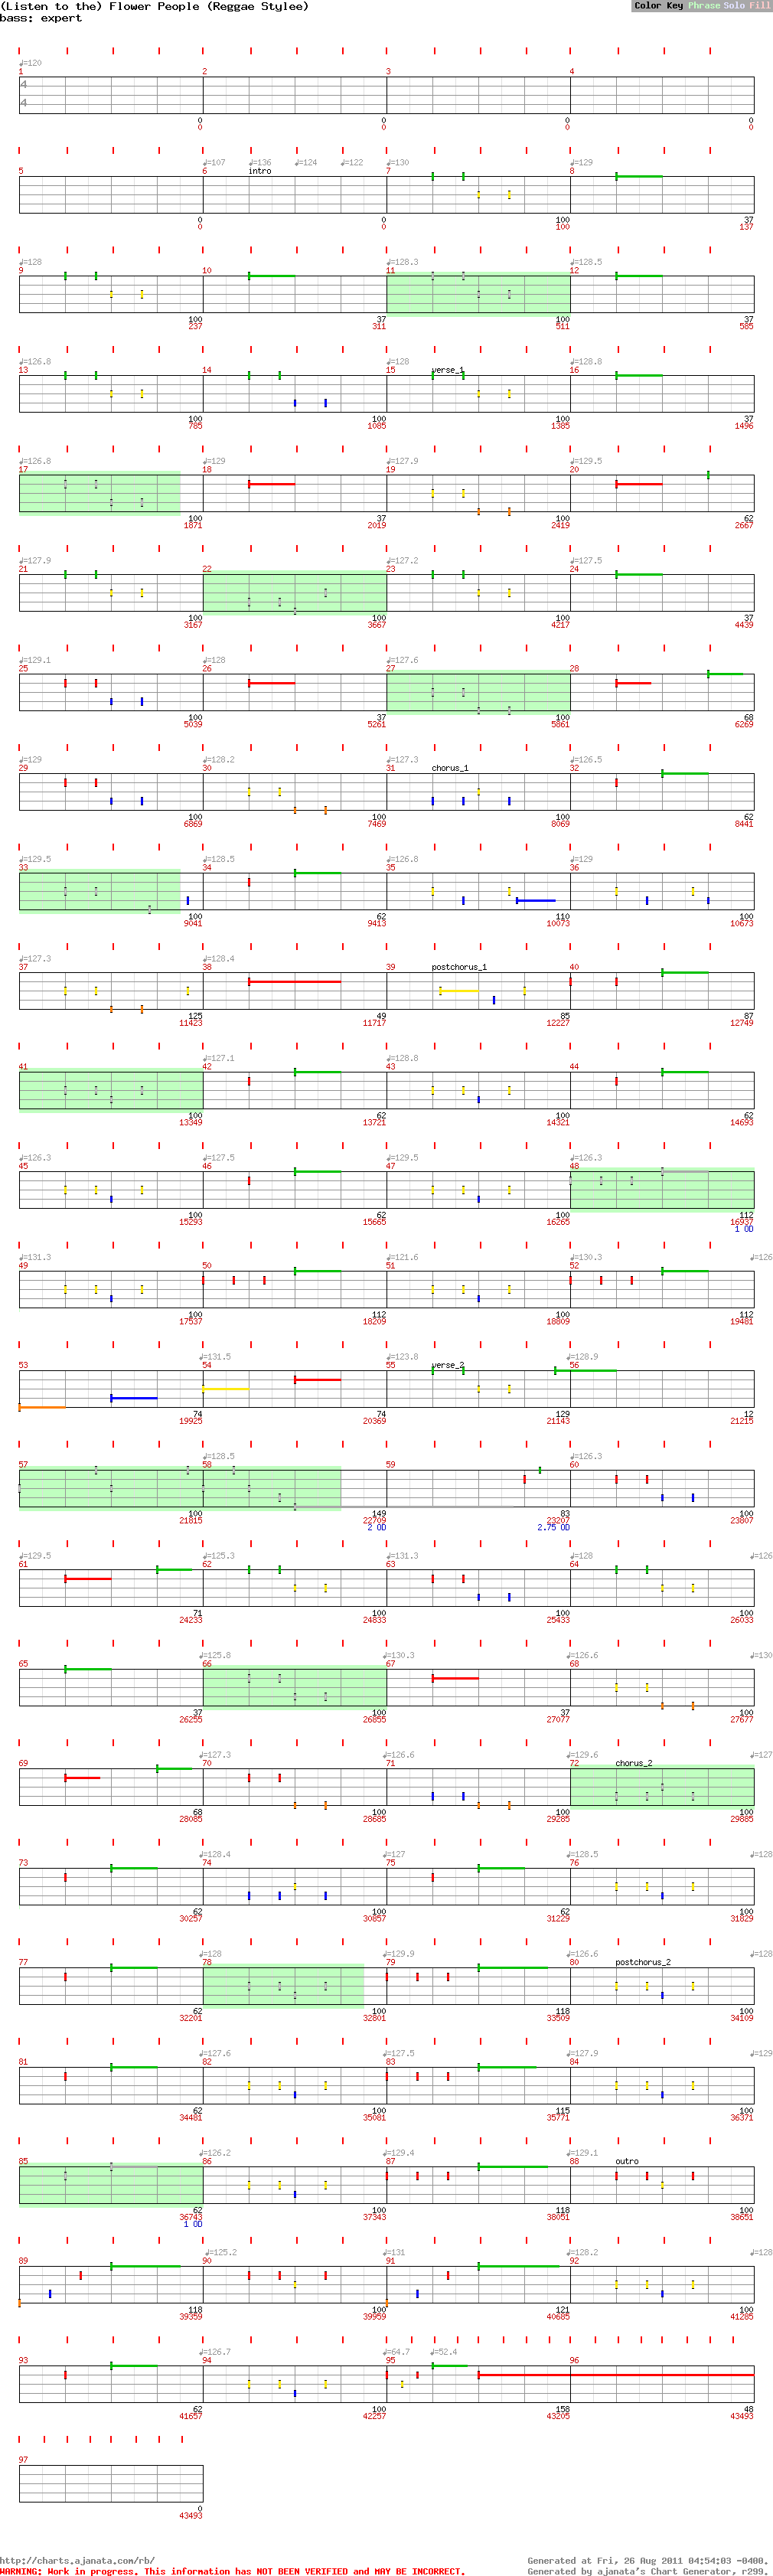 (Listen to the) Flower People (Reggae Stylee)
bass: expert
Color Key Phrase Solo Fill
♩=120
1 2 3 4
4
4
0 0 0 0
0 0 0 0
♩=107 ♩=136 ♩=124 ♩=122 ♩=130 ♩=129
5 6 intro 7 8
0 0 100 37
0 0 100 137
♩=128 ♩=128.3 ♩=128.5
9 10 11 12
100 37 100 37
237 311 511 585
♩=126.8 ♩=128 ♩=128.8
13 14 15 verse_1 16
100 100 100 37
785 1085 1385 1496
♩=126.8 ♩=129 ♩=127.9 ♩=129.5
17 18 19 20
100 37 100 62
1871 2019 2419 2667
♩=127.9 ♩=127.2 ♩=127.5
21 22 23 24
100 100 100 37
3167 3667 4217 4439
♩=129.1 ♩=128 ♩=127.6
25 26 27 28
100 37 100 68
5039 5261 5861 6269
♩=129 ♩=128.2 ♩=127.3 ♩=126.5
29 30 31 chorus_1 32
100 100 100 62
6869 7469 8069 8441
♩=129.5 ♩=128.5 ♩=126.8 ♩=129
33 34 35 36
100 62 110 100
9041 9413 10073 10673
♩=127.3 ♩=128.4
37 38 39 postchorus_1 40
125 49 85 87
11423 11717 12227 12749
♩=127.1 ♩=128.8
41 42 43 44
100 62 100 62
13349 13721 14321 14693
♩=126.3 ♩=127.5 ♩=129.5 ♩=126.3
45 46 47 48
100 62 100 112
15293 15665 16265 16937
1 OD
♩=131.3 ♩=121.6 ♩=130.3 ♩=126
49 50 51 52
100 112 100 112
17537 18209 18809 19481
♩=131.5 ♩=123.8 ♩=128.9
53 54 55 verse_2 56
74 74 129 12
19925 20369 21143 21215
♩=128.5 ♩=126.3
57 58 59 60
100 149 83 100
21815 22709 23207 23807
2 OD 2.75 OD
♩=129.5 ♩=125.3 ♩=131.3 ♩=128 ♩=126
61 62 63 64
71 100 100 100
24233 24833 25433 26033
♩=125.8 ♩=130.3 ♩=126.6 ♩=130
65 66 67 68
37 100 37 100
26255 26855 27077 27677
♩=127.3 ♩=126.6 ♩=129.6 ♩=127
69 70 71 72 chorus_2
68 100 100 100
28085 28685 29285 29885
♩=128.4 ♩=127 ♩=128.5 ♩=128
73 74 75 76
62 100 62 100
30257 30857 31229 31829
♩=128 ♩=129.9 ♩=126.6 ♩=128
77 78 79 80 postchorus_2
62 100 118 100
32201 32801 33509 34109
♩=127.6 ♩=127.5 ♩=127.9 ♩=129
81 82 83 84
62 100 115 100
34481 35081 35771 36371
♩=126.2 ♩=129.4 ♩=129.1
85 86 87 88 outro
62 100 118 100
36743 37343 38051 38651
1 OD
♩=125.2 ♩=131 ♩=128.2 ♩=128
89 90 91 92
118 100 121 100
39359 39959 40685 41285
♩=126.7 ♩=64.7 ♩=52.4
93 94 95 96
62 100 158 48
41657 42257 43205 43493
97
0
43493
http://charts.ajanata.com/rb/ Generated at Fri, 26 Aug 2011 04:54:03 -0400.
WARNING: Work in progress. This information has NOT BEEN VERIFIED and MAY BE INCORRECT. Generated by ajanata's Chart Generator, r299.